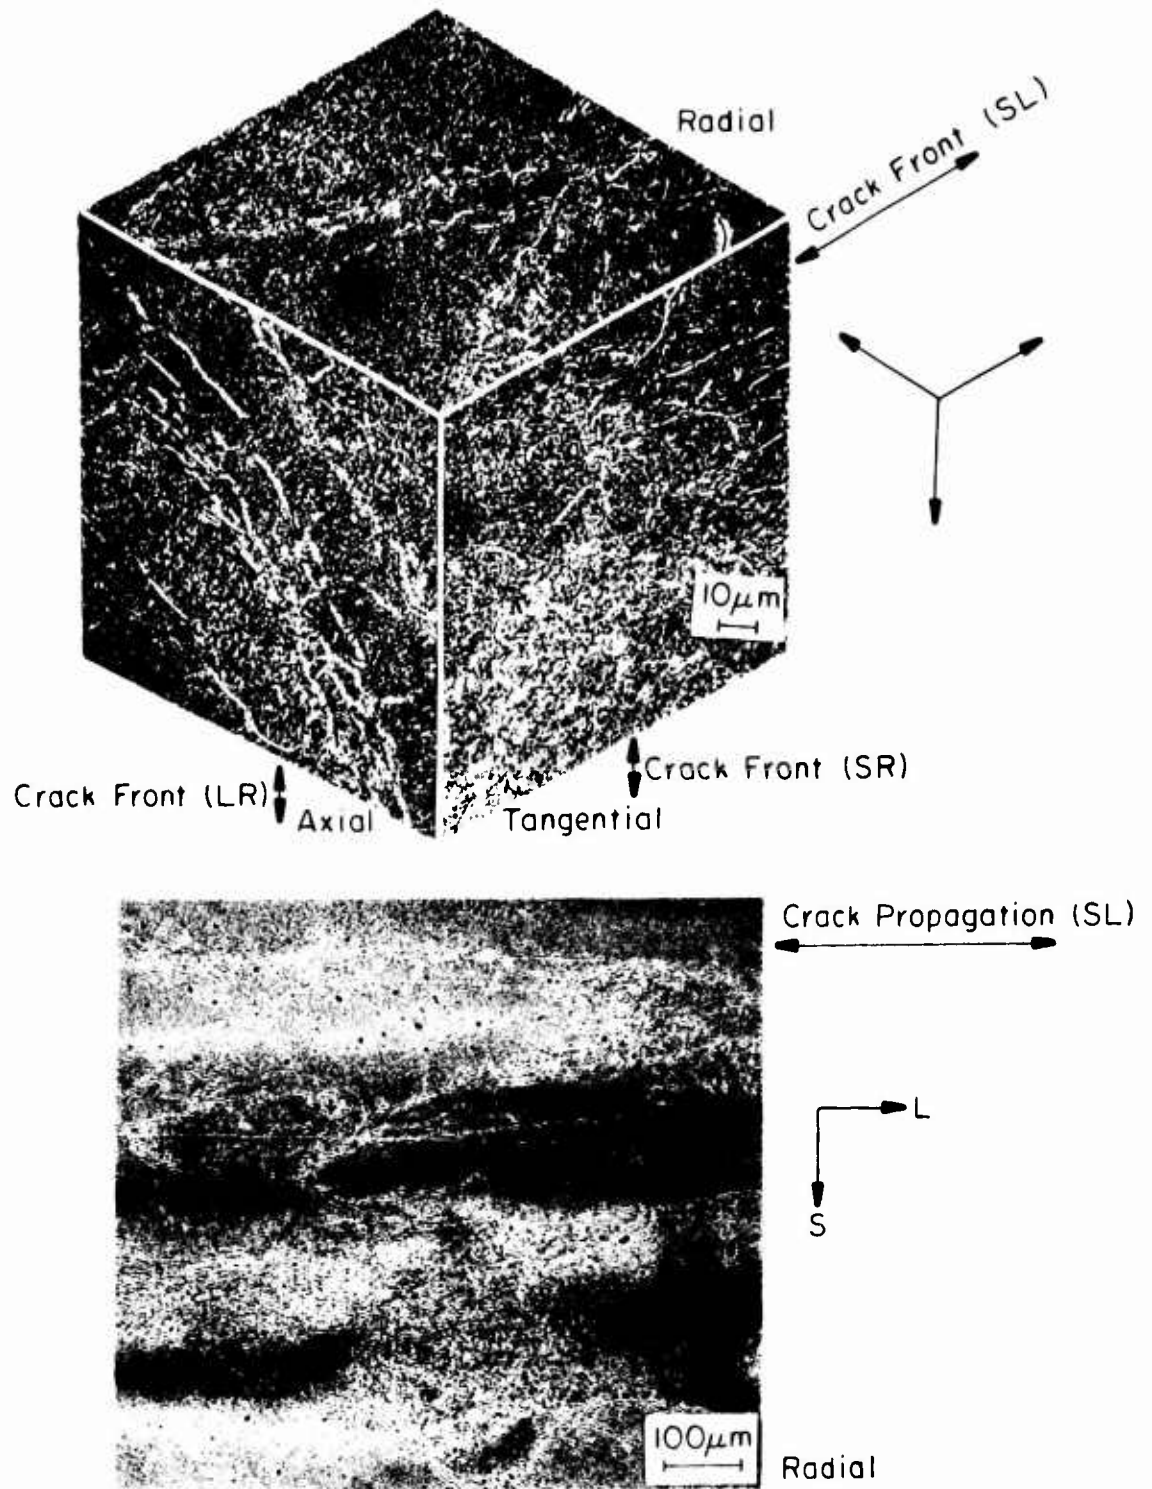 Radial
Crack Front (SL)
10μm
Crack Front (LR)
Crack Front (SR)
Axial
Tangential
Crack Propagation (SL)
L
S
100μm
Radial